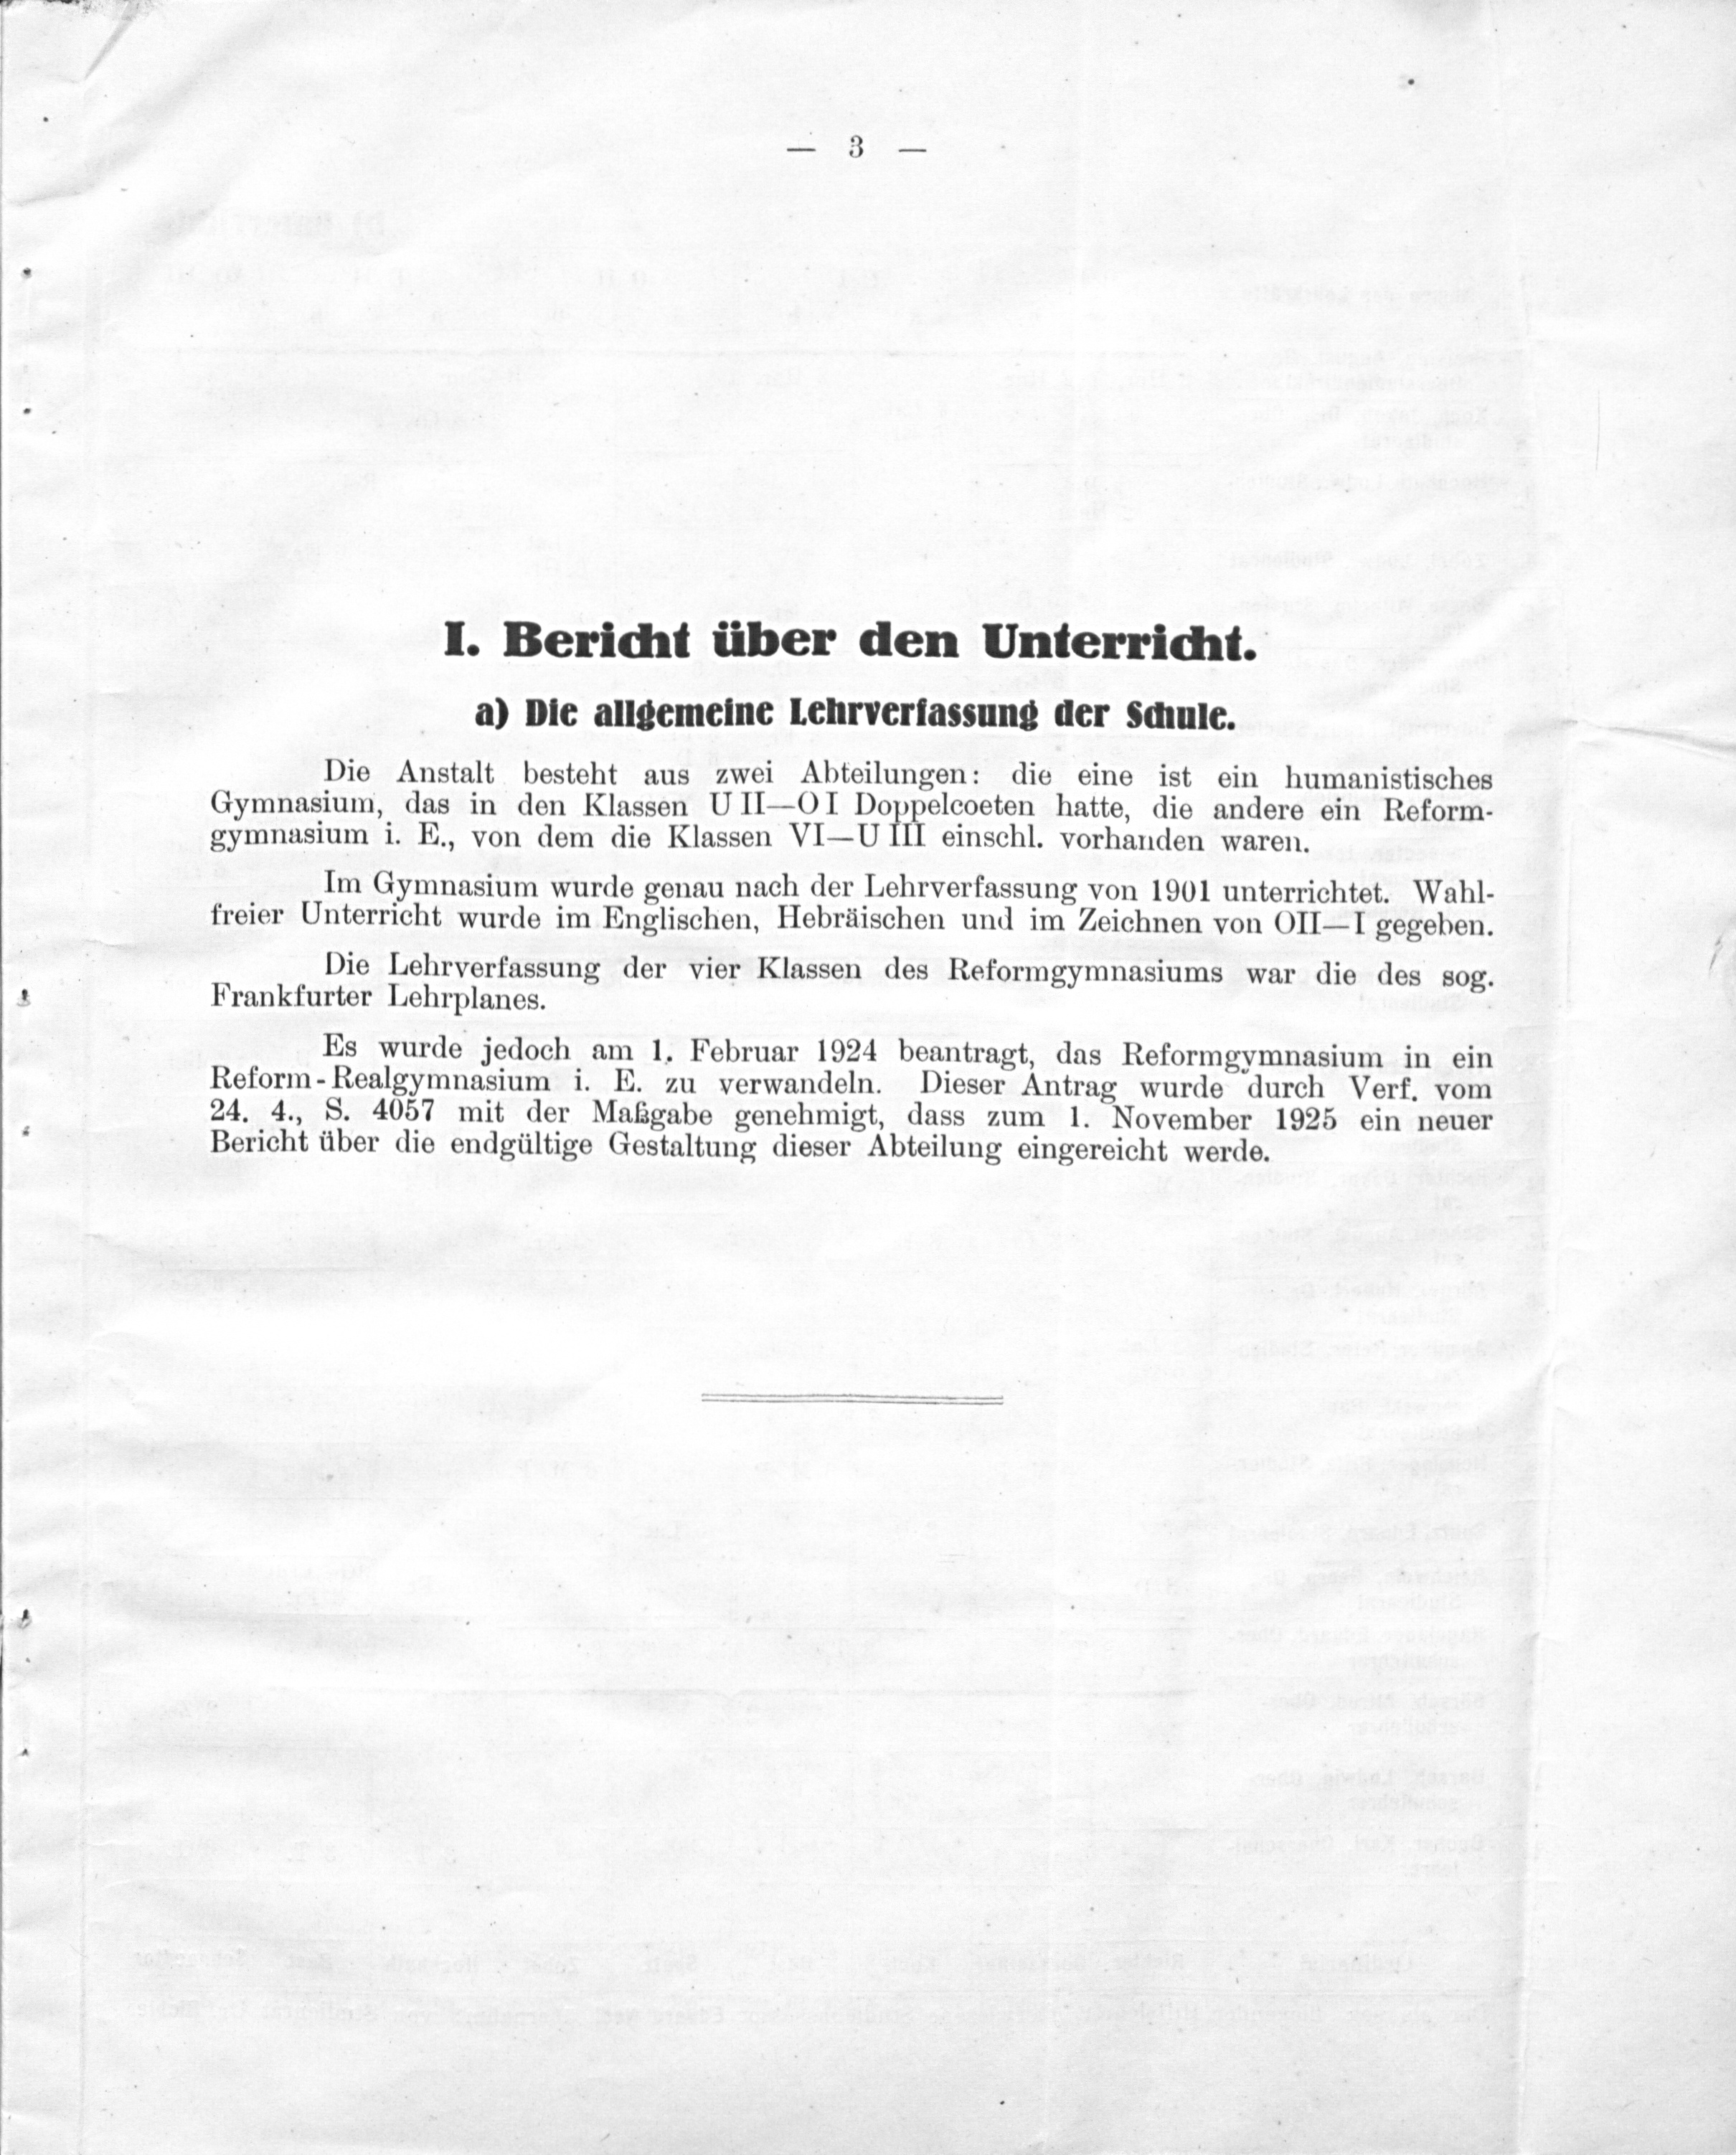 — 3 —
I. Bericht über den Unterricht.
a) Die allgemeine Lehrverfassung der Schule.
Die Anstalt besteht aus zwei Abteilungen: die eine ist ein humanistisches
Gymnasium, das in den Klassen U II—O I Doppelcoeten hatte, die andere ein Reform-
gymnasium i. E., von dem die Klassen VI—U III einschl. vorhanden waren.
Im Gymnasium wurde genau nach der Lehrverfassung von 1901 unterrichtet. Wahl-
freier Unterricht wurde im Englischen, Hebräischen und im Zeichnen von OII—I gegeben.
Die Lehrverfassung der vier Klassen des Reformgymnasiums war die des sog.
Frankfurter Lehrplanes.
Es wurde jedoch am 1. Februar 1924 beantragt, das Reformgymnasium in ein
Reform-Realgymnasium i. E. zu verwandeln. Dieser Antrag wurde durch Verf. vom
24. 4., S. 4057 mit der Maßgabe genehmigt, dass zum 1. November 1925 ein neuer
Bericht über die endgültige Gestaltung dieser Abteilung eingereicht werde.